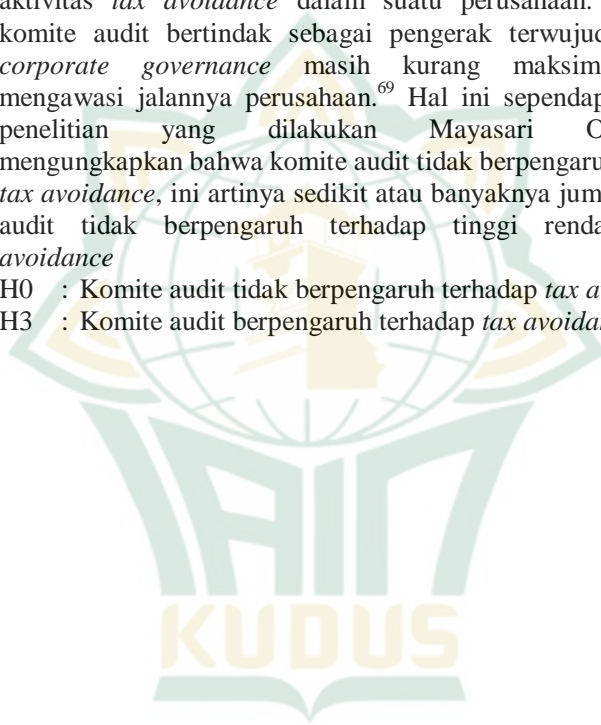 aktivitas tax avoidance dalam suatu perusahaan.
komite audit bertindak sebagai pengerak terwujud
corporate governance masih kurang maksim
mengawasi jalannya perusahaan.69 Hal ini sependap
penelitian yang dilakukan Mayasari O
mengungkapkan bahwa komite audit tidak berpengaru
tax avoidance, ini artinya sedikit atau banyaknya jum
audit tidak berpengaruh terhadap tinggi renda
avoidance
H0 : Komite audit tidak berpengaruh terhadap tax a
H3 : Komite audit berpengaruh terhadap tax avoida
IAIN
KUDUS